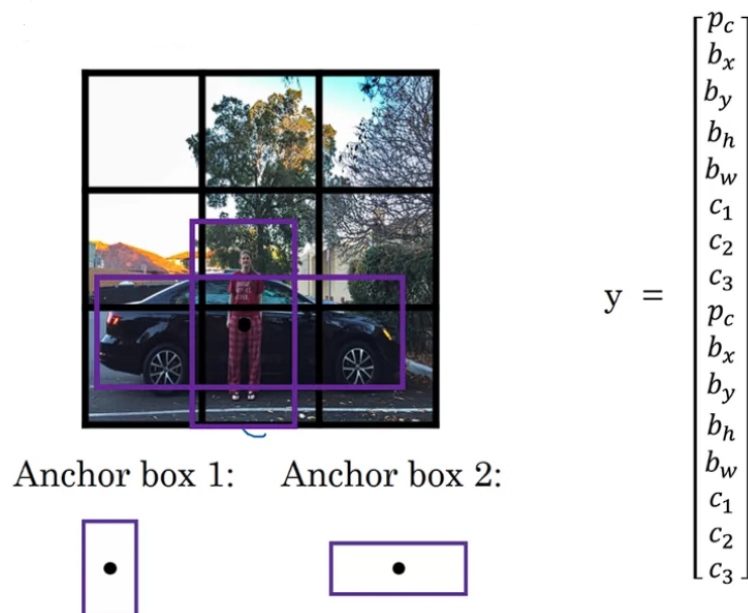 p_c
b_x
b_y
b_h
b_w
c_1
c_2
c_3
y =
p_c
b_x
b_y
b_h
b_w
c_1
c_2
c_3
Anchor box 1:
Anchor box 2: